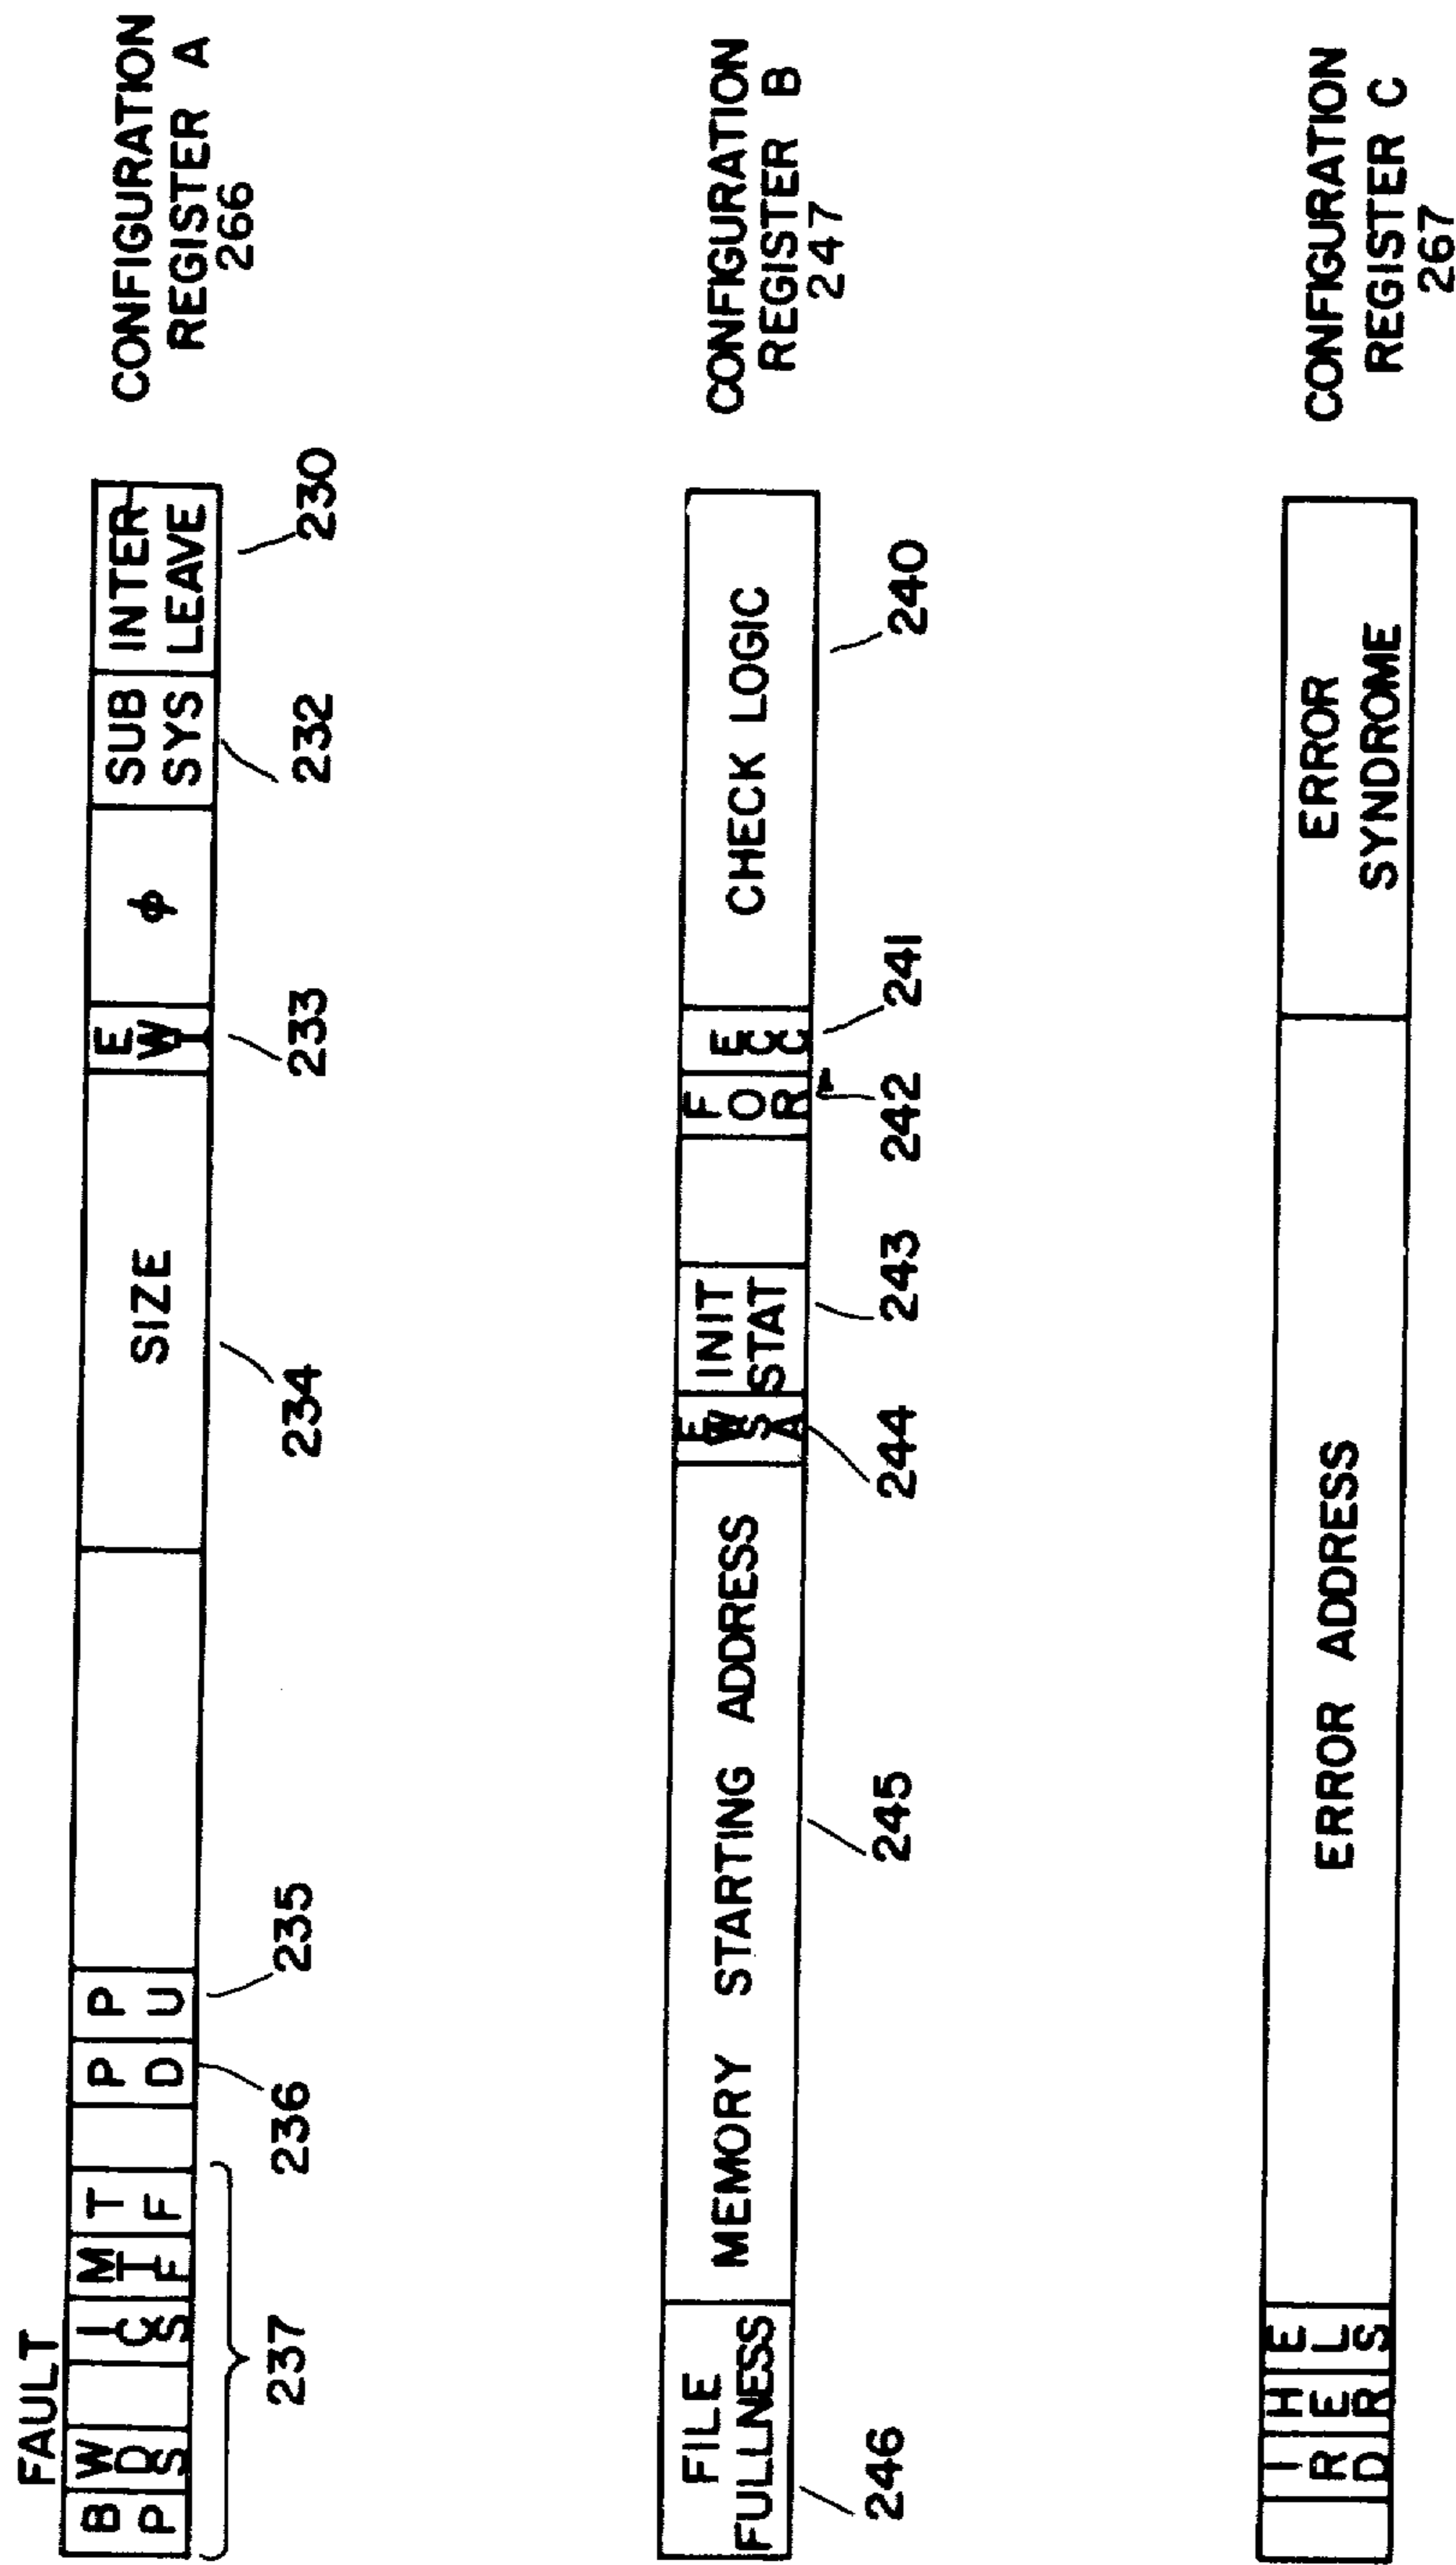 FAULT
B P
W D S
I C S
M I F
T F
P D
P U
SIZE
E W I
ϕ
SUB
SYS
INTER
LEAVE
237
236
235
234
233
232
230
CONFIGURATION
REGISTER A
266
FILE
FULLNESS
MEMORY STARTING ADDRESS
E W S A
INIT
STAT
F O R
E C C
CHECK LOGIC
246
245
244
243
242
241
240
CONFIGURATION
REGISTER B
247
I R D
H E R
E L S
ERROR ADDRESS
ERROR
SYNDROME
CONFIGURATION
REGISTER C
267